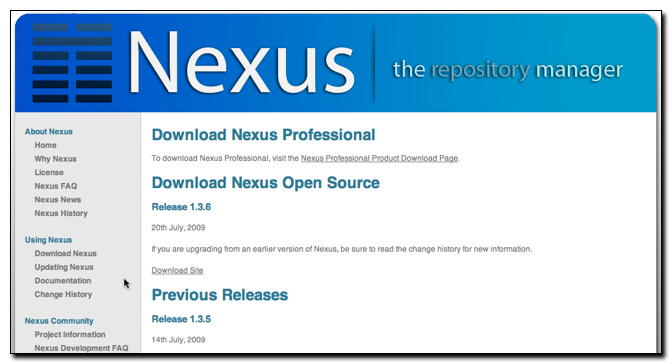 Nexus
the repository manager
About Nexus
Home
Why Nexus
License
Nexus FAQ
Nexus News
Nexus History
Using Nexus
Download Nexus
Updating Nexus
Documentation
Change History
Nexus Community
Project Information
Nexus Development FAQ
Download Nexus Professional
To download Nexus Professional, visit the Nexus Professional Product Download Page.
Download Nexus Open Source
Release 1.3.6
20th July, 2009
If you are upgrading from an earlier version of Nexus, be sure to read the change history for new information.
Download Site
Previous Releases
Release 1.3.5
14th July, 2009